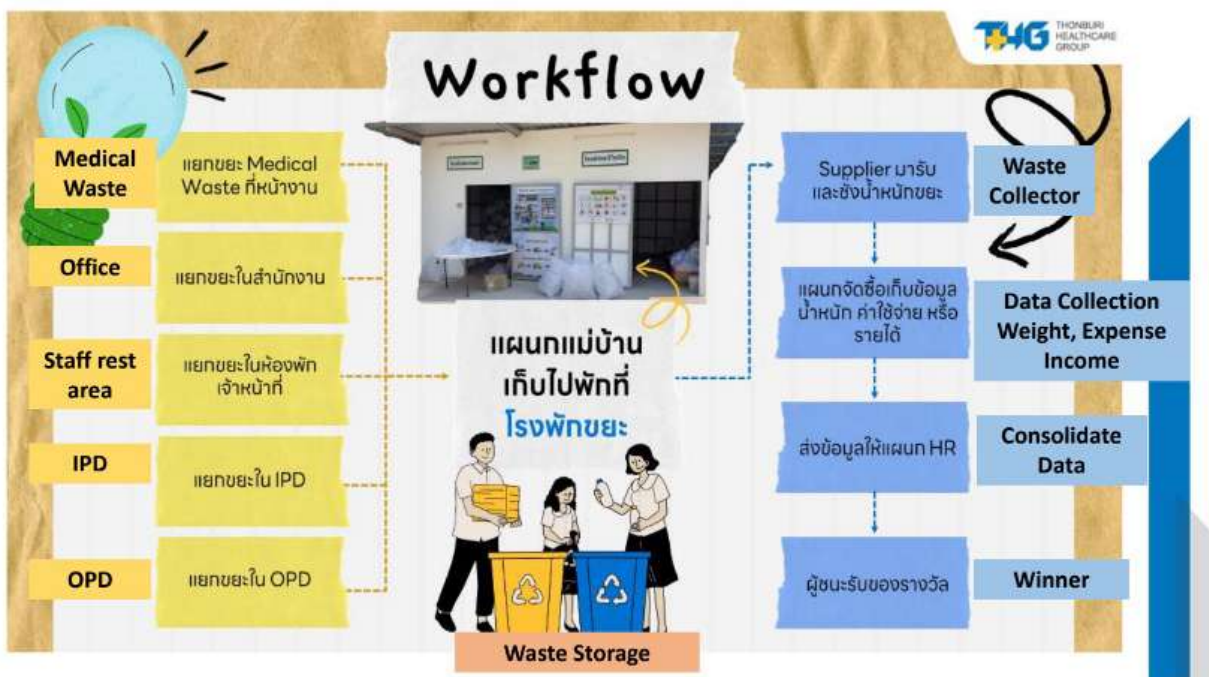 THG THONBURI
HEALTHCARE
GROUP
Workflow
Medical
Waste
แยกขยะ Medical
Waste ที่หน้างาน
Office
แยกขยะในสำนักงาน
Staff rest
area
แยกขยะในห้องพัก
เจ้าหน้าที่
IPD
แยกขยะใน IPD
OPD
แยกขยะใน OPD
แผนกแม่บ้าน
เก็บไปพักที่
โรงพักขยะ
Waste Storage
Supplier มารับ
และชั่งน้ำหนักขยะ
Waste
Collector
แผนกจัดซื้อเก็บข้อมูล
น้ำหนัก ค่าใช้จ่าย หรือ
รายได้
Data Collection
Weight, Expense
Income
ส่งข้อมูลให้แผนก HR
Consolidate
Data
ผู้ชนะรับของรางวัล
Winner